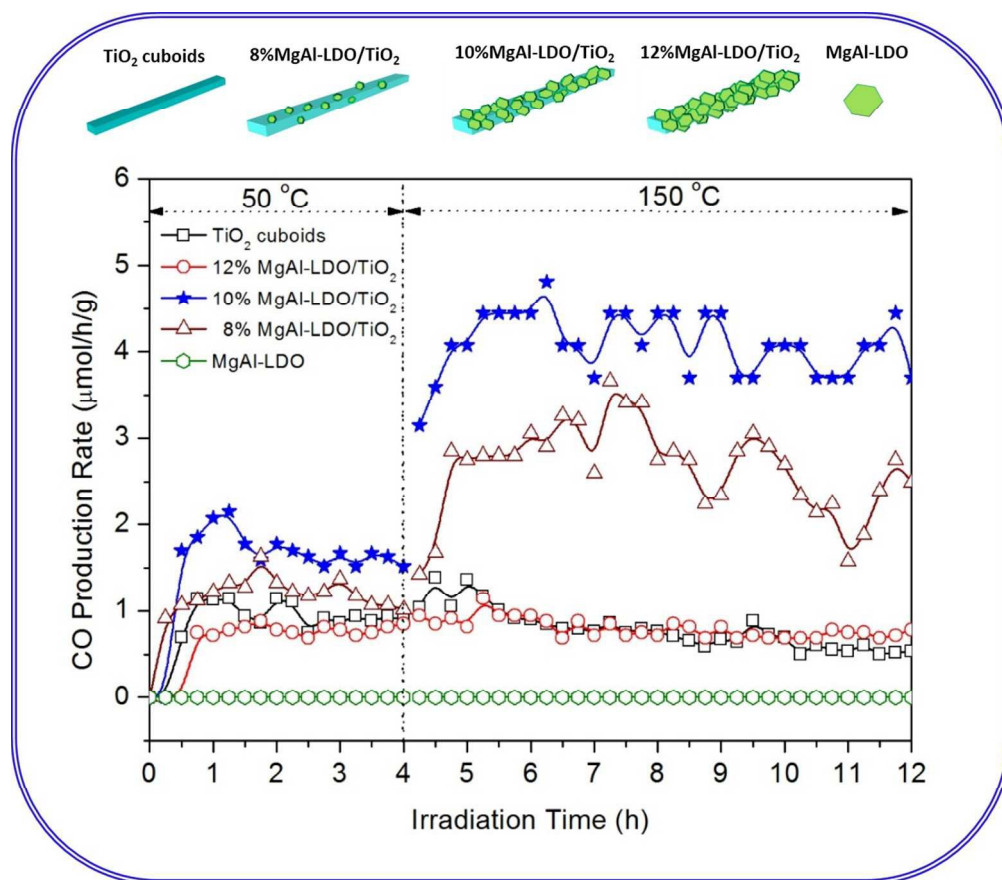 TiO₂ cuboids 8%MgAl-LDO/TiO₂ 10%MgAl-LDO/TiO₂ 12%MgAl-LDO/TiO₂ MgAl-LDO
6
50 °C 150 °C
TiO₂ cuboids
12% MgAl-LDO/TiO₂
10% MgAl-LDO/TiO₂
8% MgAl-LDO/TiO₂
MgAl-LDO
5
4
3
2
1
0
CO Production Rate (μmol/h/g)
0 1 2 3 4 5 6 7 8 9 10 11 12
Irradiation Time (h)